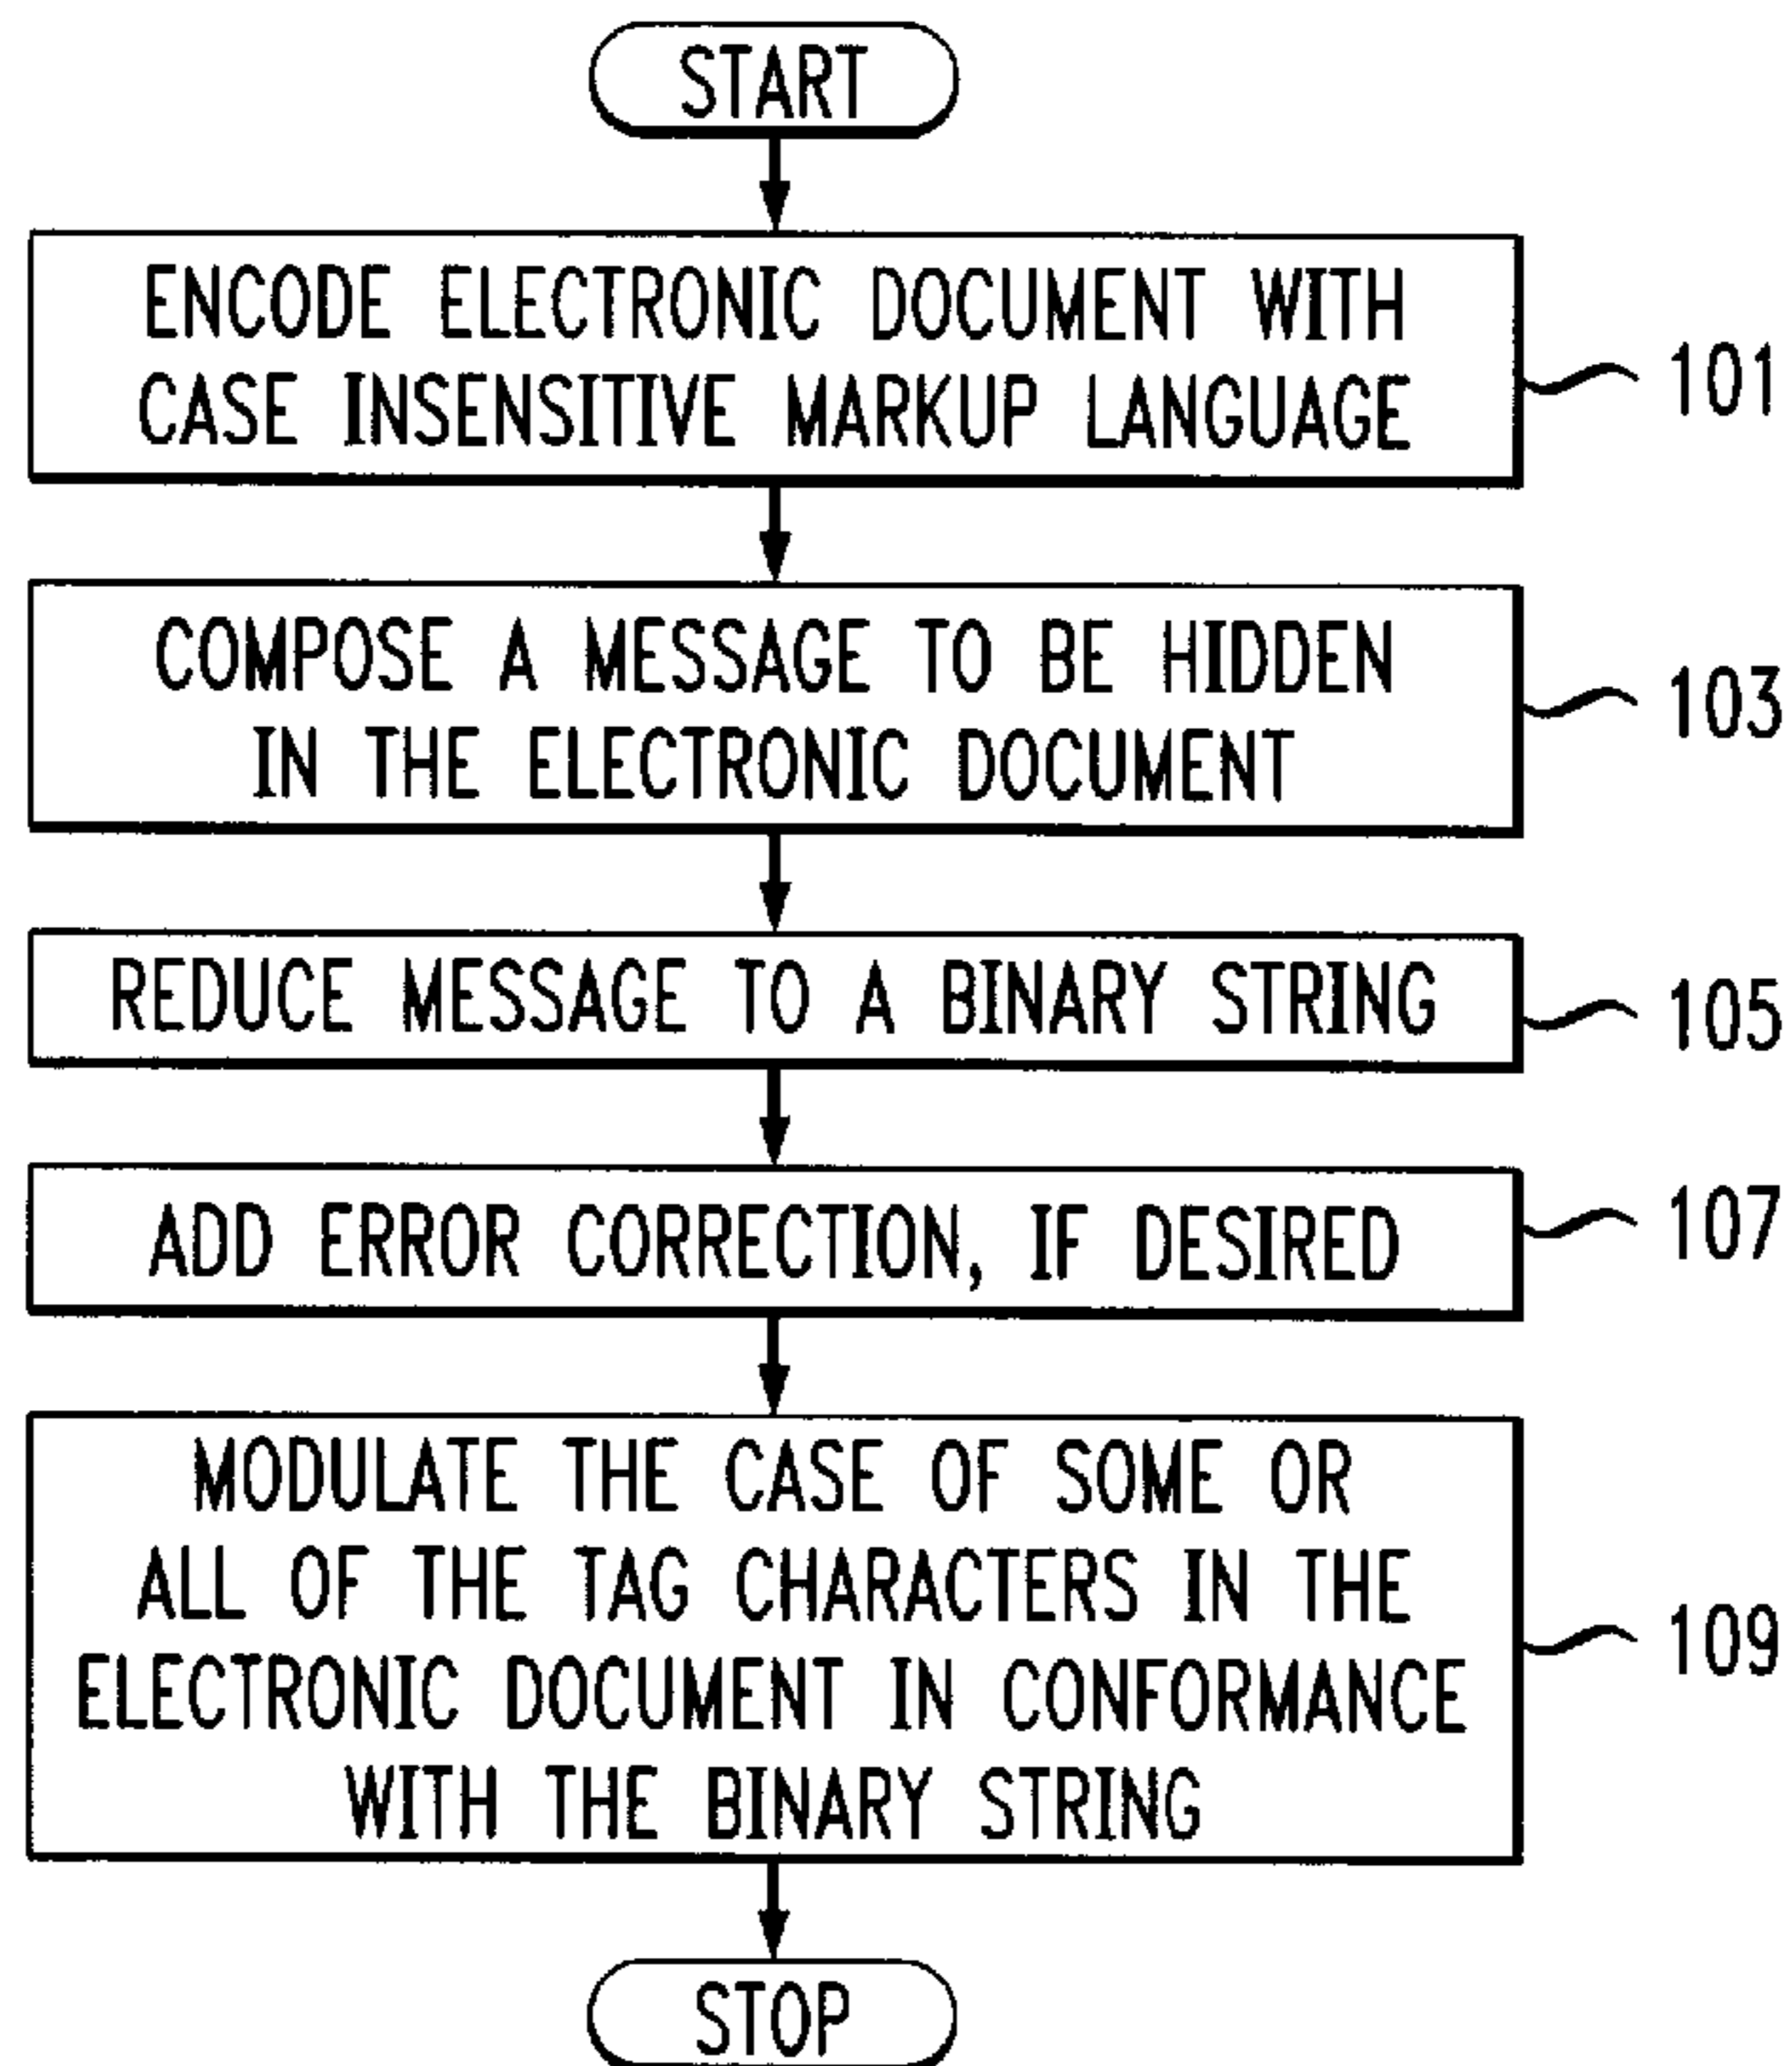 START
ENCODE ELECTRONIC DOCUMENT WITH
CASE INSENSITIVE MARKUP LANGUAGE
101
COMPOSE A MESSAGE TO BE HIDDEN
IN THE ELECTRONIC DOCUMENT
103
REDUCE MESSAGE TO A BINARY STRING
105
ADD ERROR CORRECTION, IF DESIRED
107
MODULATE THE CASE OF SOME OR
ALL OF THE TAG CHARACTERS IN THE
ELECTRONIC DOCUMENT IN CONFORMANCE
WITH THE BINARY STRING
109
STOP